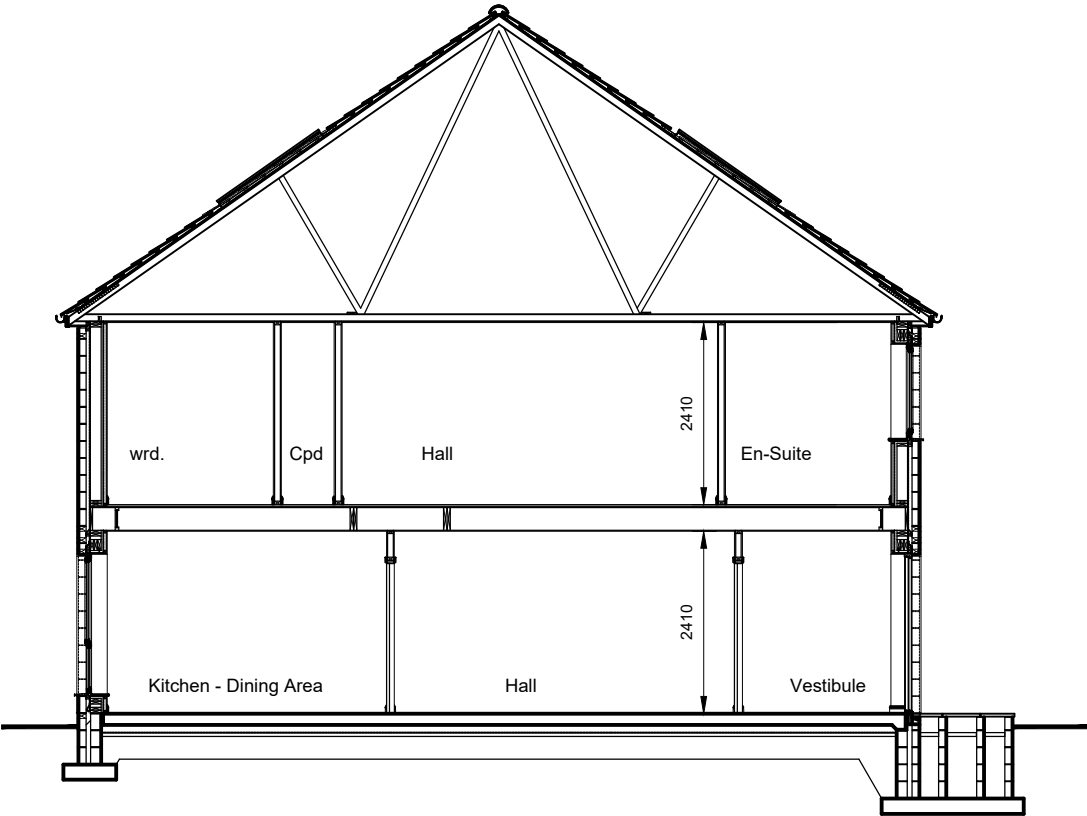 2410
wrd.
Cpd
Hall
En-Suite
2410
Kitchen - Dining Area
Hall
Vestibule